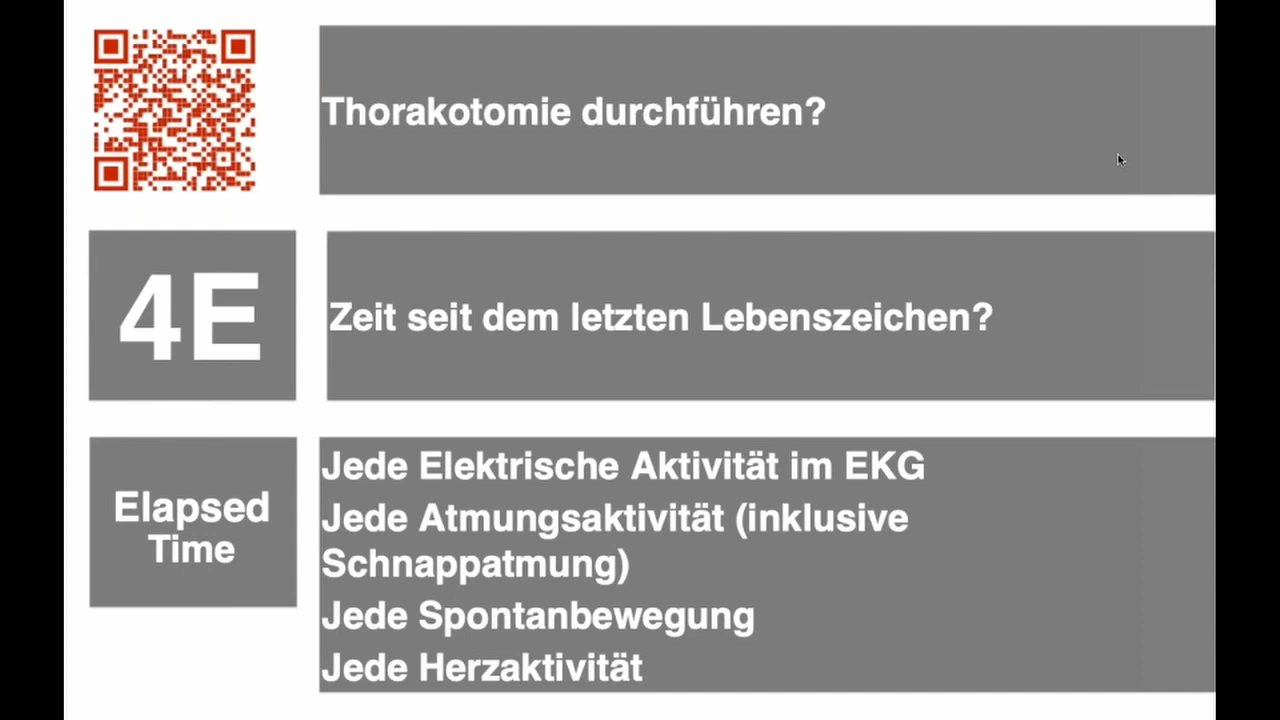 Thorakotomie durchführen?
4E
Zeit seit dem letzten Lebenszeichen?
Elapsed
Time
Jede Elektrische Aktivität im EKG
Jede Atmungsaktivität (inklusive
Schnappatmung)
Jede Spontanbewegung
Jede Herzaktivität